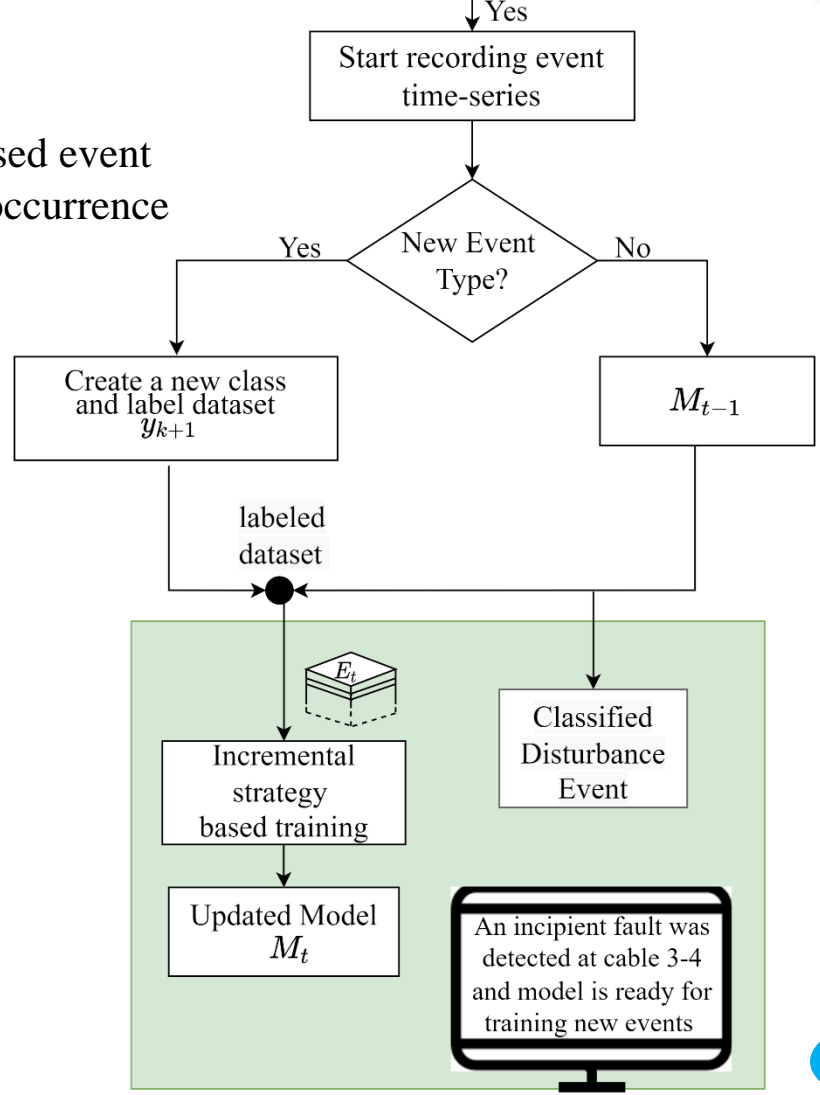 Yes
Start recording event
time-series
sed event
occurrence
Yes
New Event
Type?
No
Create a new class
and label dataset
y_{k+1}
M_{t-1}
labeled
dataset
E_t
Incremental
strategy
based training
Classified
Disturbance
Event
Updated Model
M_t
An incipient fault was
detected at cable 3-4
and model is ready for
training new events